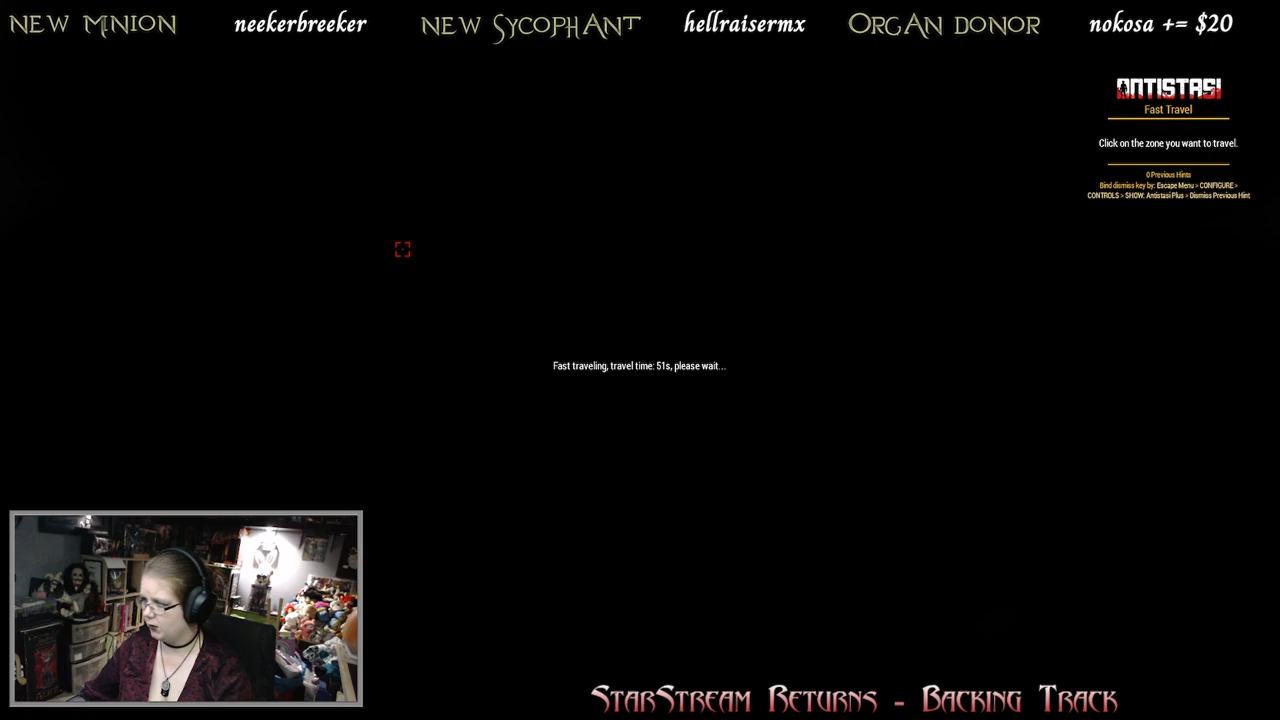 NEW MINION neekerbreeker NEW SYCOPHANT hellraisermx ORGAN DONOR nokosa += $20
ANTISTASI
Fast Travel
Click on the zone you want to travel.
0 Previous Hints
Bind dismiss key by: Escape Menu > CONFIGURE >
CONTROLS > SHOW: Antistasi Plus > Dismiss Previous Hint
Fast traveling, travel time: 51s, please wait...
STARSTREAM RETURNS - BACKING TRACK